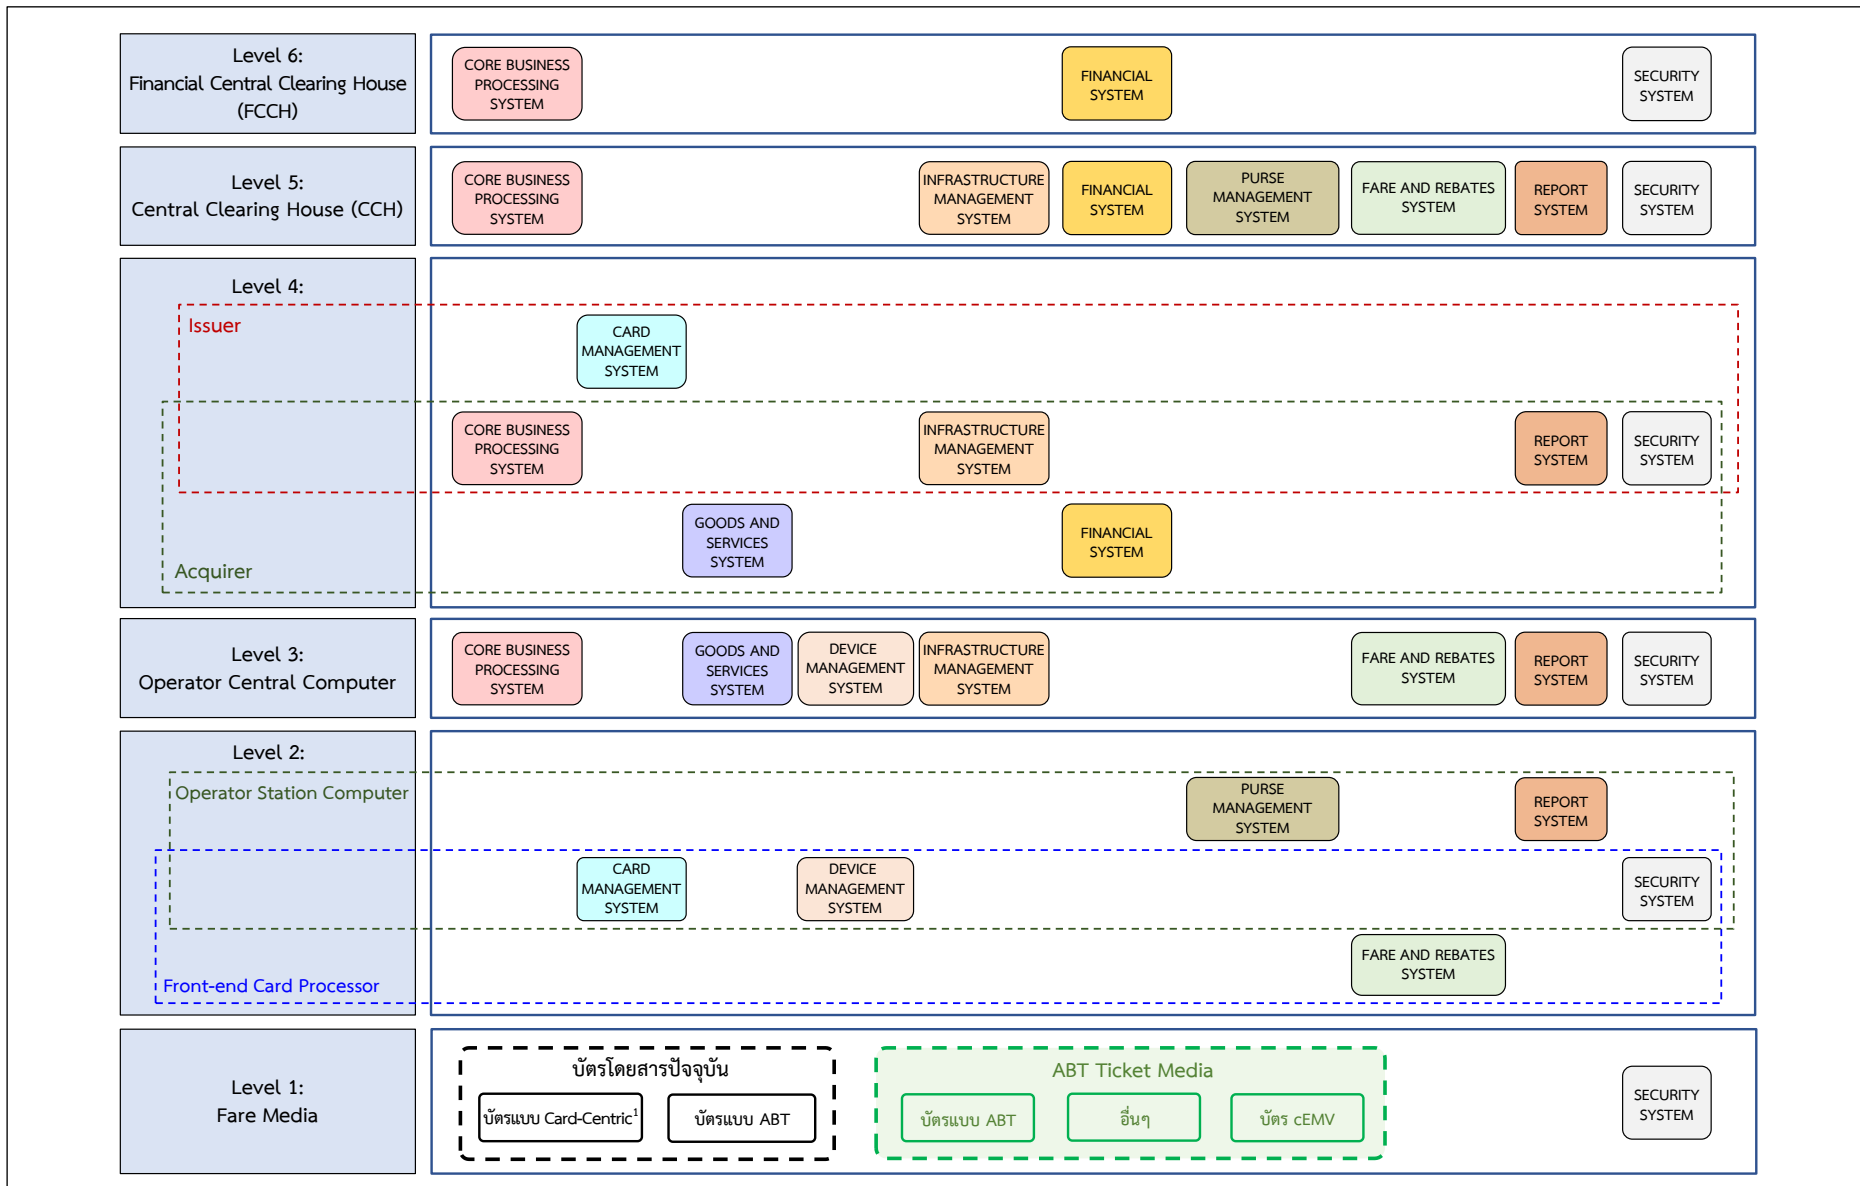 Level 6:
Financial Central Clearing House
(FCCH)
CORE BUSINESS
PROCESSING
SYSTEM
FINANCIAL
SYSTEM
SECURITY
SYSTEM
Level 5:
Central Clearing House (CCH)
CORE BUSINESS
PROCESSING
SYSTEM
INFRASTRUCTURE
MANAGEMENT
SYSTEM
FINANCIAL
SYSTEM
PURSE
MANAGEMENT
SYSTEM
FARE AND REBATES
SYSTEM
REPORT
SYSTEM
SECURITY
SYSTEM
Level 4:
Issuer
CARD
MANAGEMENT
SYSTEM
CORE BUSINESS
PROCESSING
SYSTEM
INFRASTRUCTURE
MANAGEMENT
SYSTEM
REPORT
SYSTEM
SECURITY
SYSTEM
GOODS AND
SERVICES
SYSTEM
FINANCIAL
SYSTEM
Acquirer
Level 3:
Operator Central Computer
CORE BUSINESS
PROCESSING
SYSTEM
GOODS AND
SERVICES
SYSTEM
DEVICE
MANAGEMENT
SYSTEM
INFRASTRUCTURE
MANAGEMENT
SYSTEM
FARE AND REBATES
SYSTEM
REPORT
SYSTEM
SECURITY
SYSTEM
Level 2:
Operator Station Computer
PURSE
MANAGEMENT
SYSTEM
REPORT
SYSTEM
CARD
MANAGEMENT
SYSTEM
DEVICE
MANAGEMENT
SYSTEM
SECURITY
SYSTEM
FARE AND REBATES
SYSTEM
Front-end Card Processor
Level 1:
Fare Media
บัตรโดยสารปัจจุบัน
บัตรแบบ Card-Centric¹
บัตรแบบ ABT
ABT Ticket Media
บัตรแบบ ABT
อื่นๆ
บัตร cEMV
SECURITY
SYSTEM